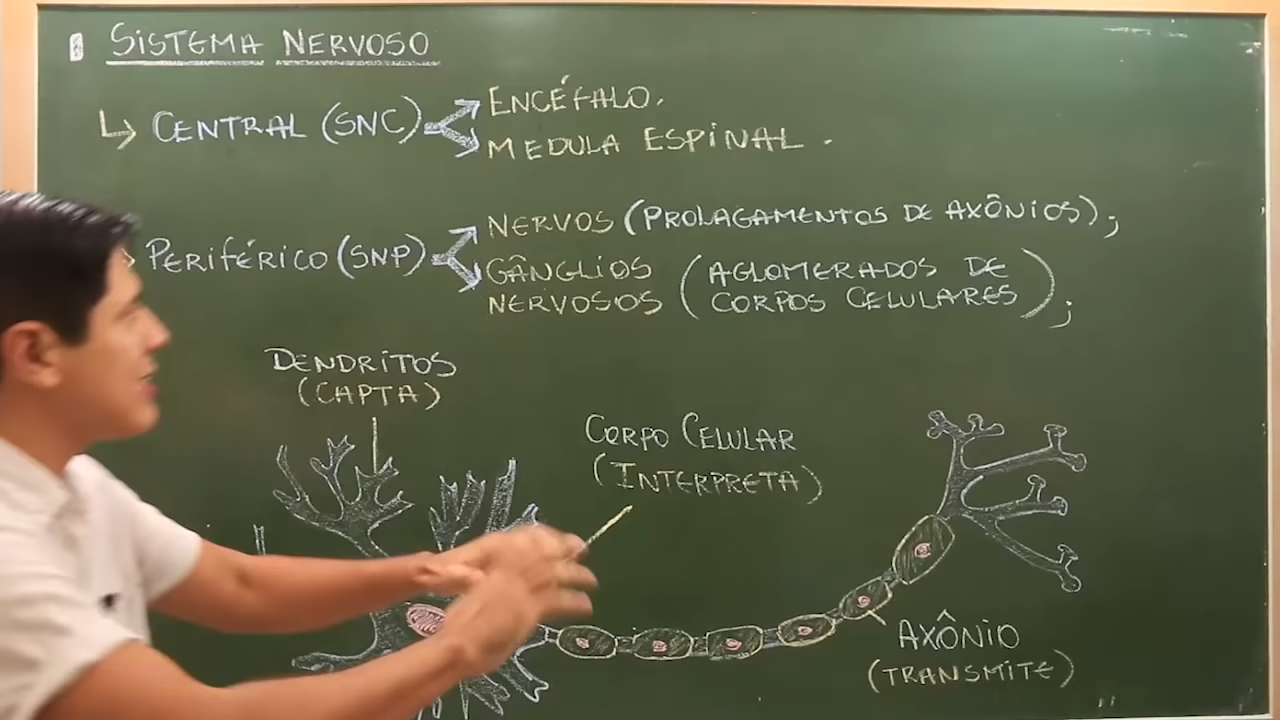 SISTEMA NERVOSO
CENTRAL (SNC)
ENCÉFALO.
MEDULA ESPINAL.
PERIFÉRICO (SNP)
NERVOS (PROLAGAMENTOS DE AXÔNIOS);
GÂNGLIOS NERVOSOS
(AGLOMERADOS DE
CORPOS CELULARES);
DENDRITOS
(CAPTA)
CORPO CELULAR
(INTERPRETA)
AXÔNIO
(TRANSMITE)